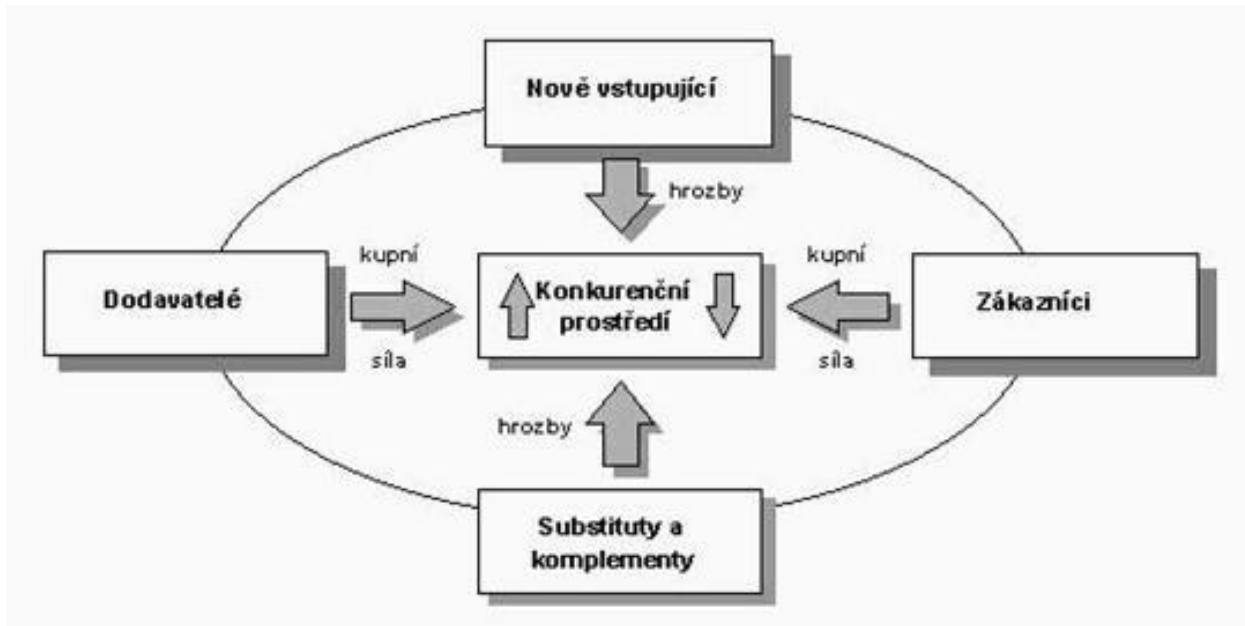 Nově vstupující
hrozby
kupní
kupní
Dodavatelé
Konkurenční
prostředí
Zákazníci
síla
síla
hrozby
Substituty a
komplementy